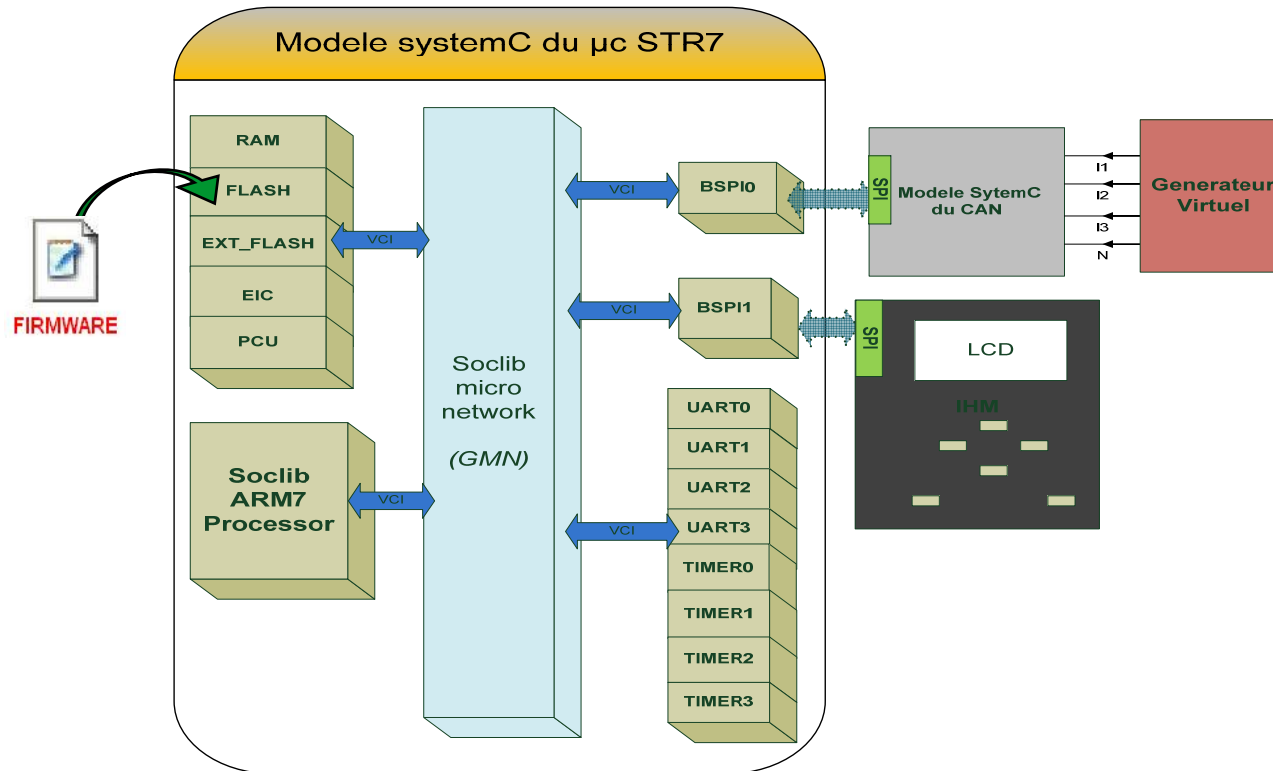 Modele systemC du µc STR7
RAM
FLASH
EXT_FLASH
EIC
PCU
FIRMWARE
VCI
Soclib
ARM7
Processor
VCI
Soclib
micro
network
(GMN)
VCI
BSPI0
VCI
BSPI1
VCI
UART0
UART1
UART2
UART3
TIMER0
TIMER1
TIMER2
TIMER3
SPI
Modele SytemC
du CAN
I1
I2
I3
N
Generateur
Virtuel
SPI
LCD
IHM